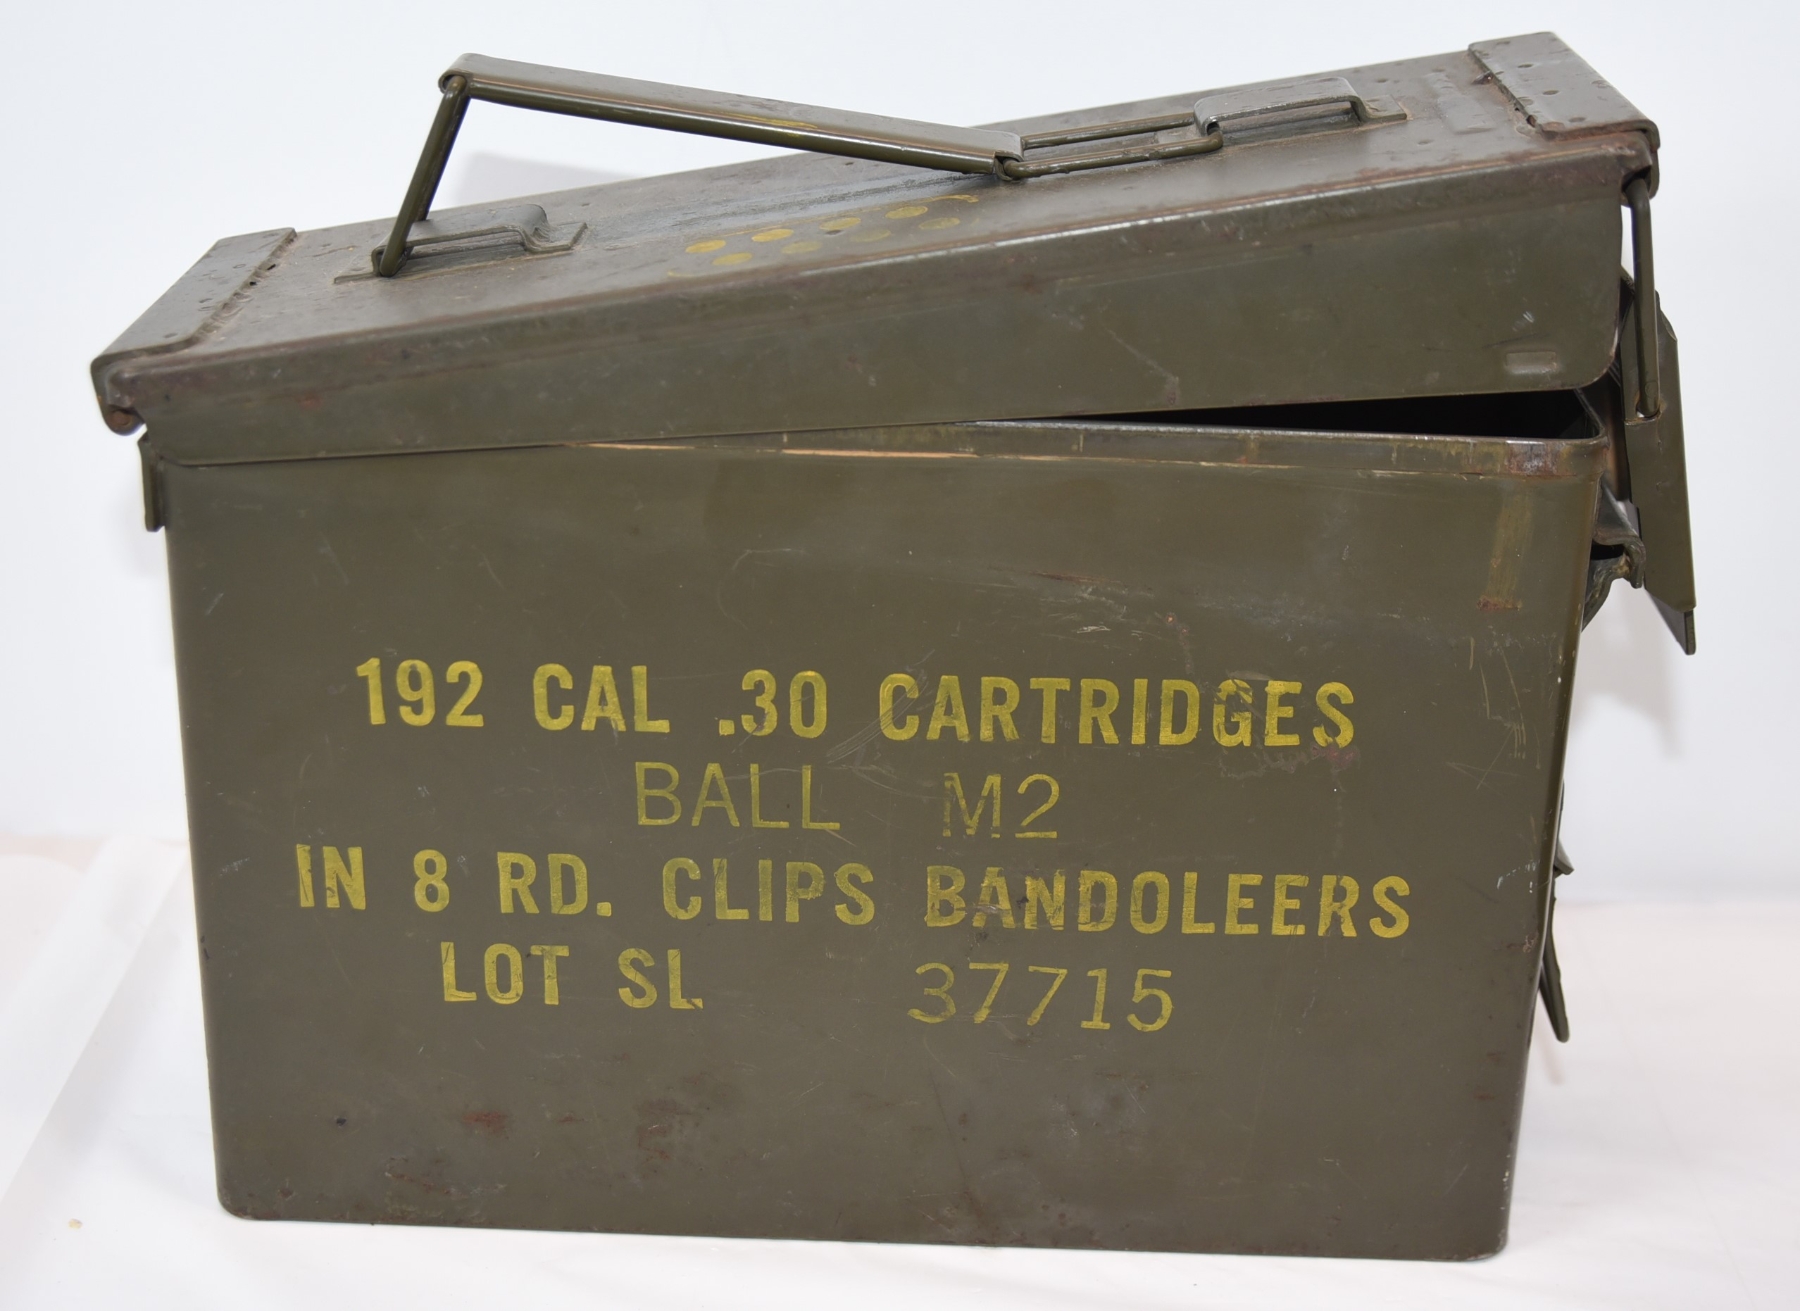 192 CAL .30 CARTRIDGES
BALL M2
IN 8 RD. CLIPS BANDOLEERS
LOT SL 37715